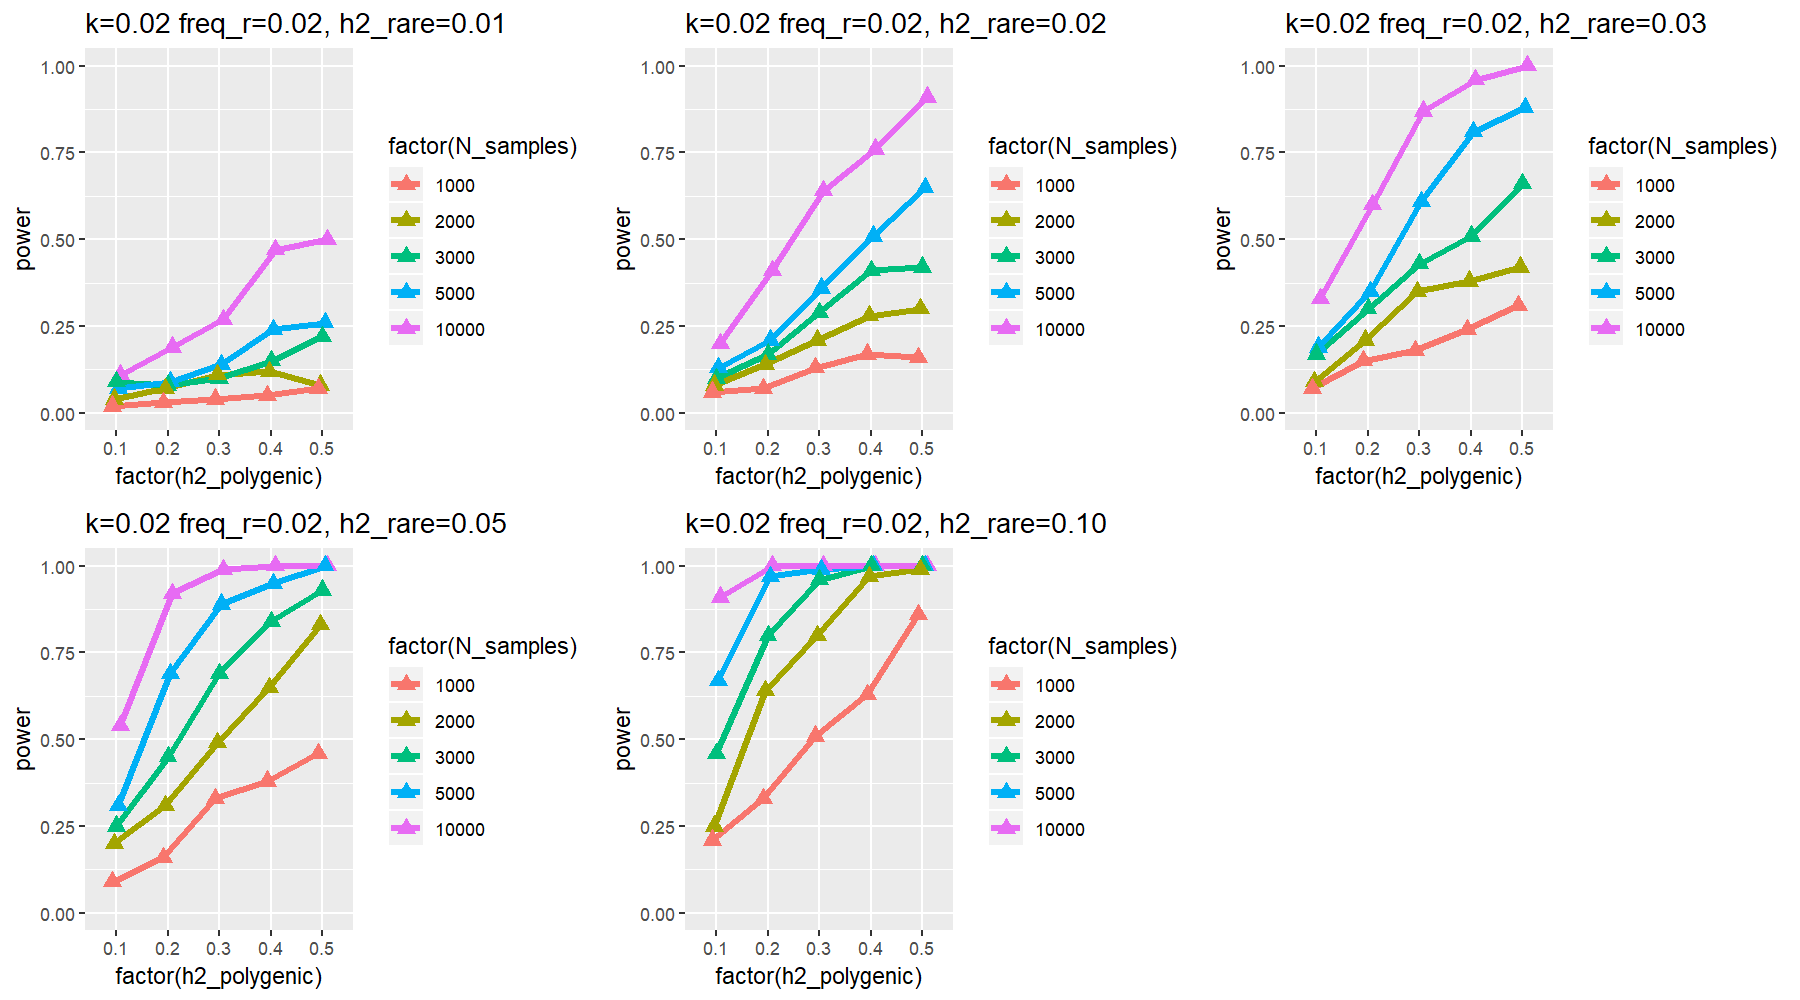 k=0.02 freq_r=0.02, h2_rare=0.01
1.00
0.75
0.50
0.25
0.00
power
0.1 0.2 0.3 0.4 0.5
factor(h2_polygenic)
factor(N_samples)
1000
2000
3000
5000
10000
k=0.02 freq_r=0.02, h2_rare=0.02
1.00
0.75
0.50
0.25
0.00
power
0.1 0.2 0.3 0.4 0.5
factor(h2_polygenic)
factor(N_samples)
1000
2000
3000
5000
10000
k=0.02 freq_r=0.02, h2_rare=0.03
1.00
0.75
0.50
0.25
0.00
power
0.1 0.2 0.3 0.4 0.5
factor(h2_polygenic)
factor(N_samples)
1000
2000
3000
5000
10000
k=0.02 freq_r=0.02, h2_rare=0.05
1.00
0.75
0.50
0.25
0.00
power
0.1 0.2 0.3 0.4 0.5
factor(h2_polygenic)
factor(N_samples)
1000
2000
3000
5000
10000
k=0.02 freq_r=0.02, h2_rare=0.10
1.00
0.75
0.50
0.25
0.00
power
0.1 0.2 0.3 0.4 0.5
factor(h2_polygenic)
factor(N_samples)
1000
2000
3000
5000
10000